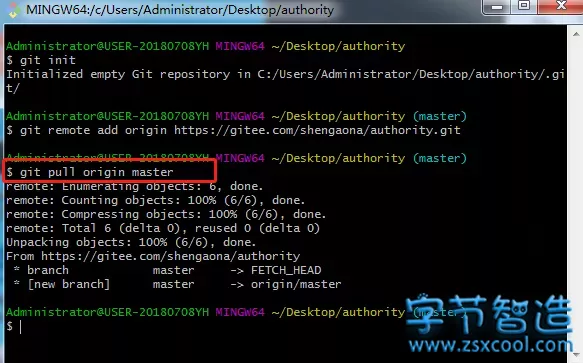 MINGW64:/c/Users/Administrator/Desktop/authority
Administrator@USER-20180708YH MINGW64 ~/Desktop/authority
$ git init
Initialized empty Git repository in C:/Users/Administrator/Desktop/authority/.gi
t/
Administrator@USER-20180708YH MINGW64 ~/Desktop/authority (master)
$ git remote add origin https://gitee.com/shengaona/authority.git
Administrator@USER-20180708YH MINGW64 ~/Desktop/authority (master)
$ git pull origin master
remote: Enumerating objects: 6, done.
remote: Counting objects: 100% (6/6), done.
remote: Compressing objects: 100% (6/6), done.
remote: Total 6 (delta 0), reused 0 (delta 0)
Unpacking objects: 100% (6/6), done.
From https://gitee.com/shengaona/authority
* branch master -> FETCH_HEAD
* [new branch] master -> origin/master
Administrator@USER-20180708YH MINGW64 ~/Desktop/authority (master)
$
字节智造
www.zsxcool.com